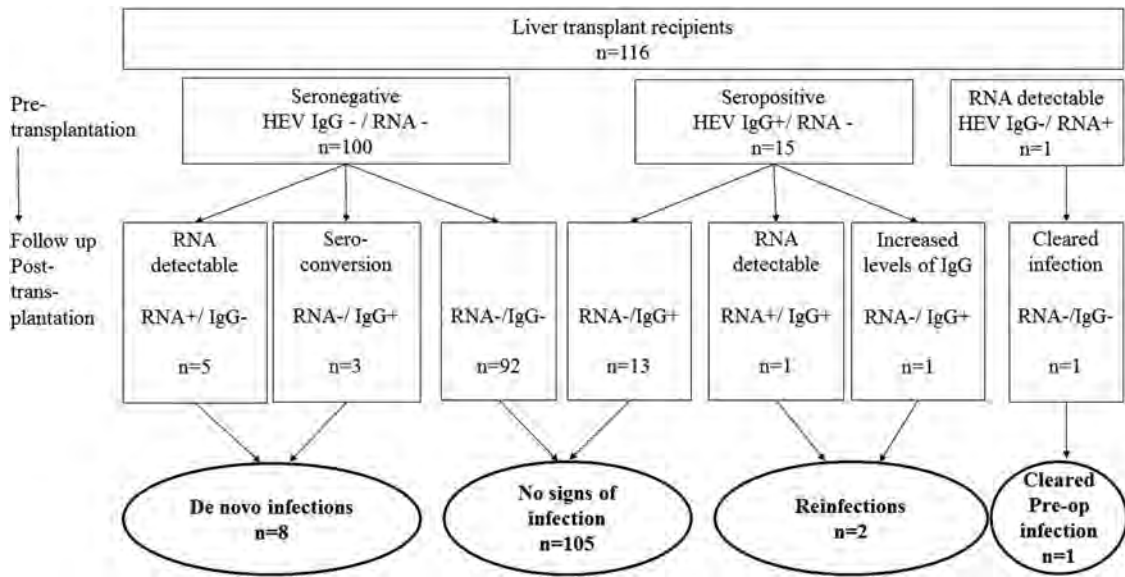 Liver transplant recipients
n=116
Pre-
transplantation
Seronegative
HEV IgG - / RNA -
n=100
Seropositive
HEV IgG+/ RNA -
n=15
RNA detectable
HEV IgG-/ RNA+
n=1
Follow up
Post-
trans-
plantation
RNA
detectable
RNA+/ IgG-
n=5
Sero-
conversion
RNA-/ IgG+
n=3
RNA-/IgG-
n=92
RNA-/IgG+
n=13
RNA
detectable
RNA+/ IgG+
n=1
Increased
levels of IgG
RNA-/ IgG+
n=1
Cleared
infection
RNA-/IgG-
n=1
De novo infections
n=8
No signs of
infection
n=105
Reinfections
n=2
Cleared
Pre-op
infection
n=1